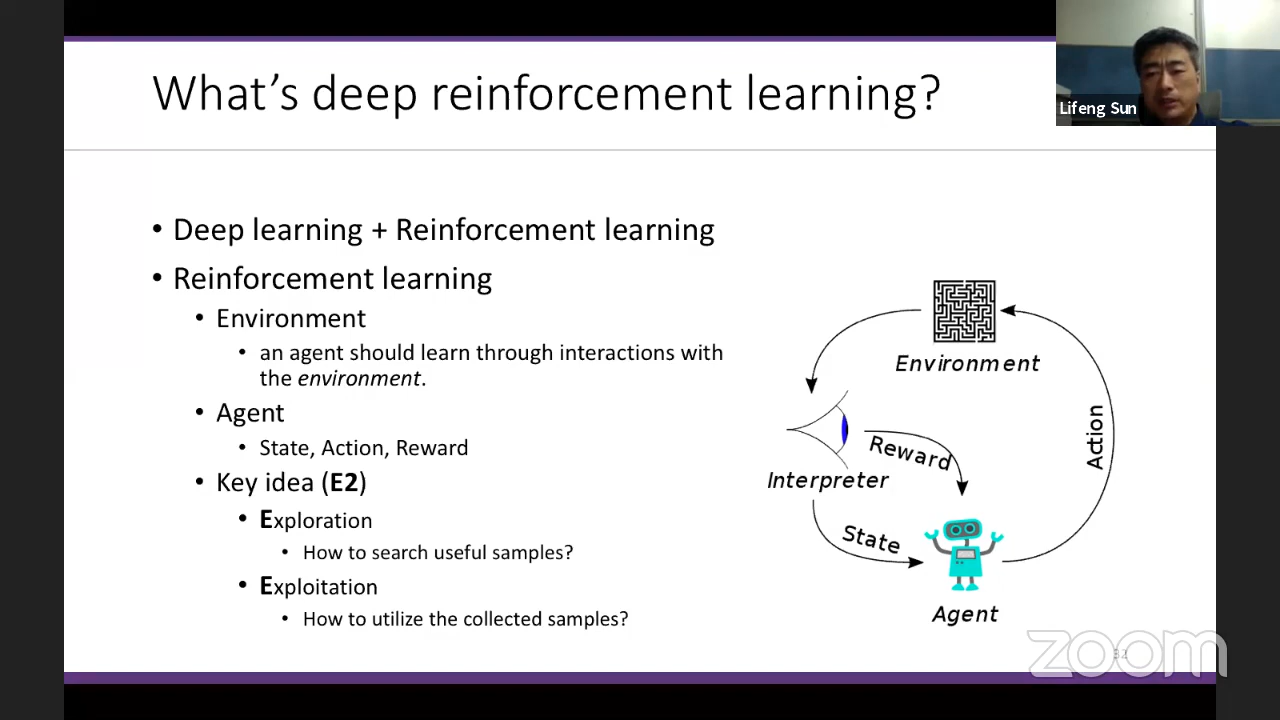 What's deep reinforcement learning?
Lifeng Sun
• Deep learning + Reinforcement learning
• Reinforcement learning
• Environment
• an agent should learn through interactions with
the environment.
• Agent
• State, Action, Reward
• Key idea (E2)
• Exploration
• How to search useful samples?
• Exploitation
• How to utilize the collected samples?
Environment
Reward
Interpreter
Action
State
Agent
32
zoom